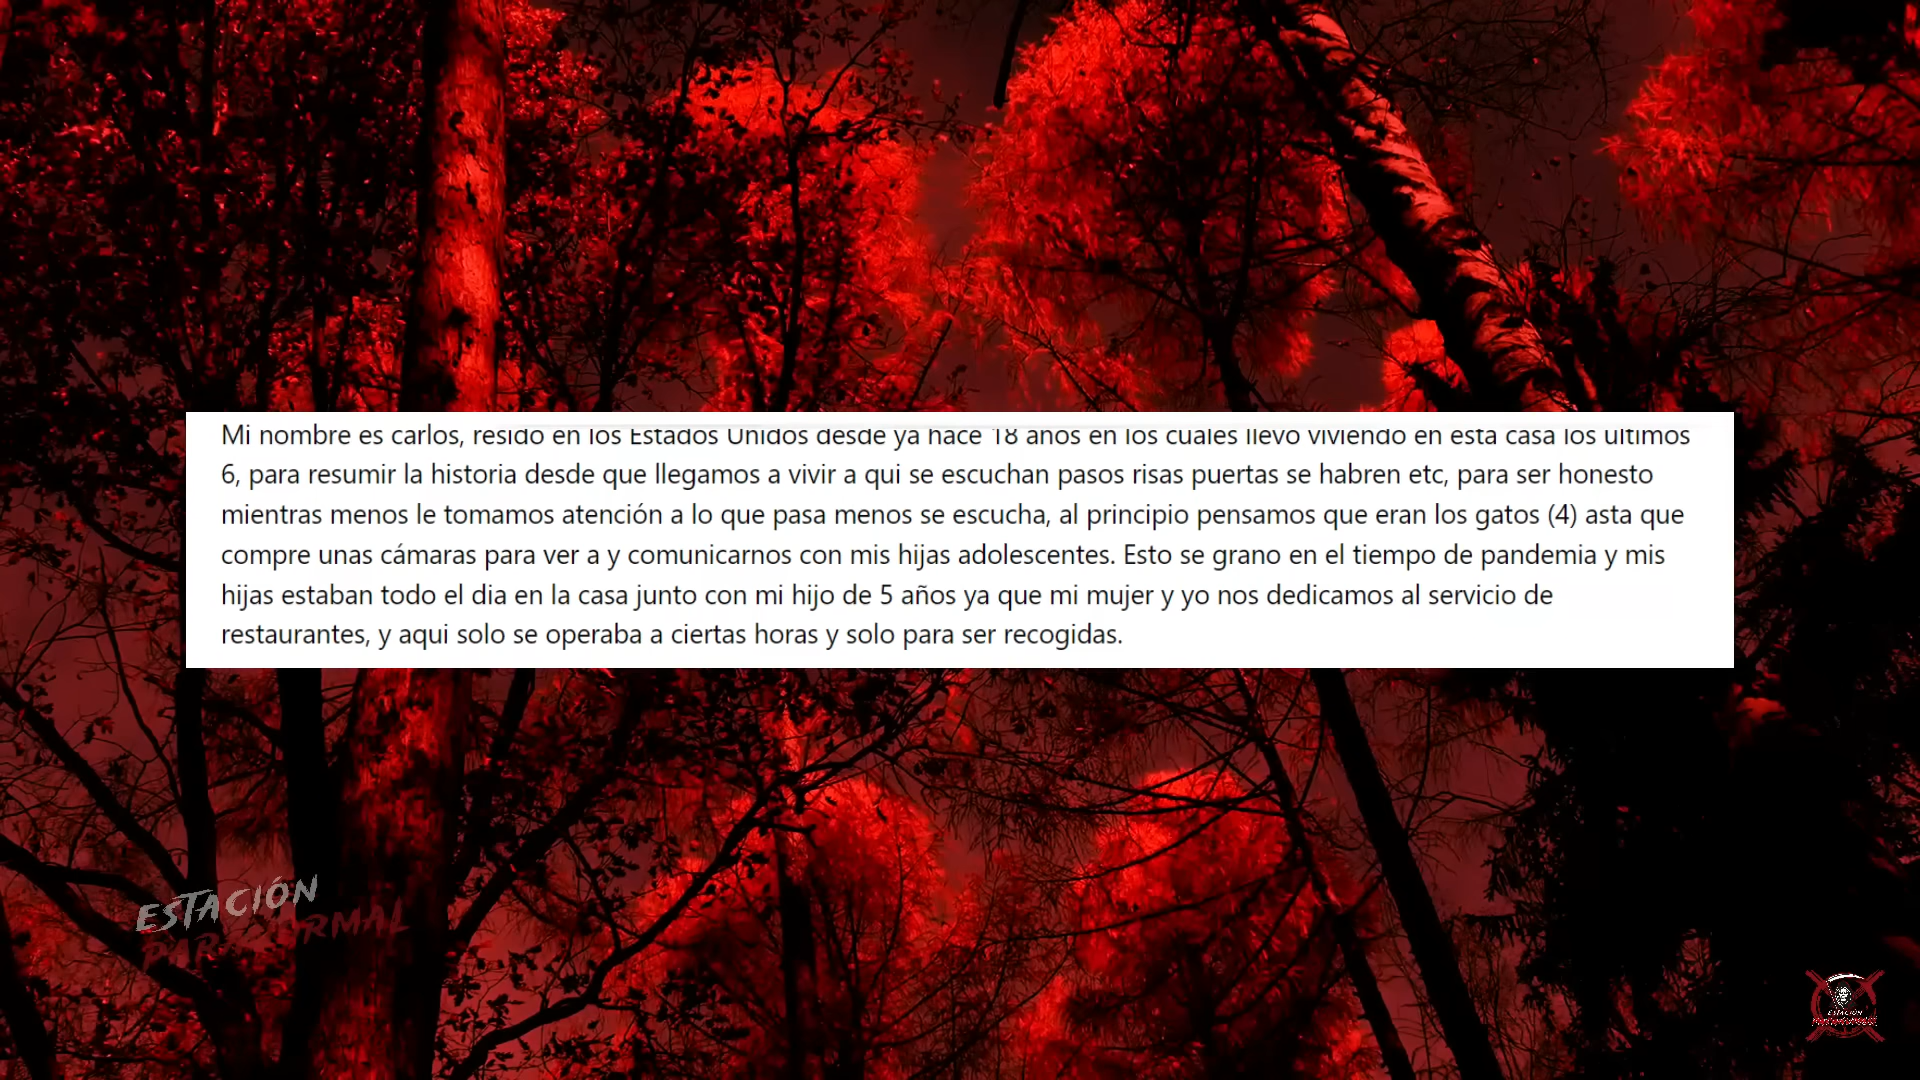 Mi nombre es carlos, resido en los Estados Unidos desde ya hace 18 años en los cuales llevo viviendo en esta casa los ultimos
6, para resumir la historia desde que llegamos a vivir a qui se escuchan pasos risas puertas se habren etc, para ser honesto
mientras menos le tomamos atención a lo que pasa menos se escucha, al principio pensamos que eran los gatos (4) asta que
compre unas cámaras para ver a y comunicarnos con mis hijas adolescentes. Esto se grano en el tiempo de pandemia y mis
hijas estaban todo el dia en la casa junto con mi hijo de 5 años ya que mi mujer y yo nos dedicamos al servicio de
restaurantes, y aqui solo se operaba a ciertas horas y solo para ser recogidas.
ESTACIÓN
PARANORMAL
ESTACIÓN